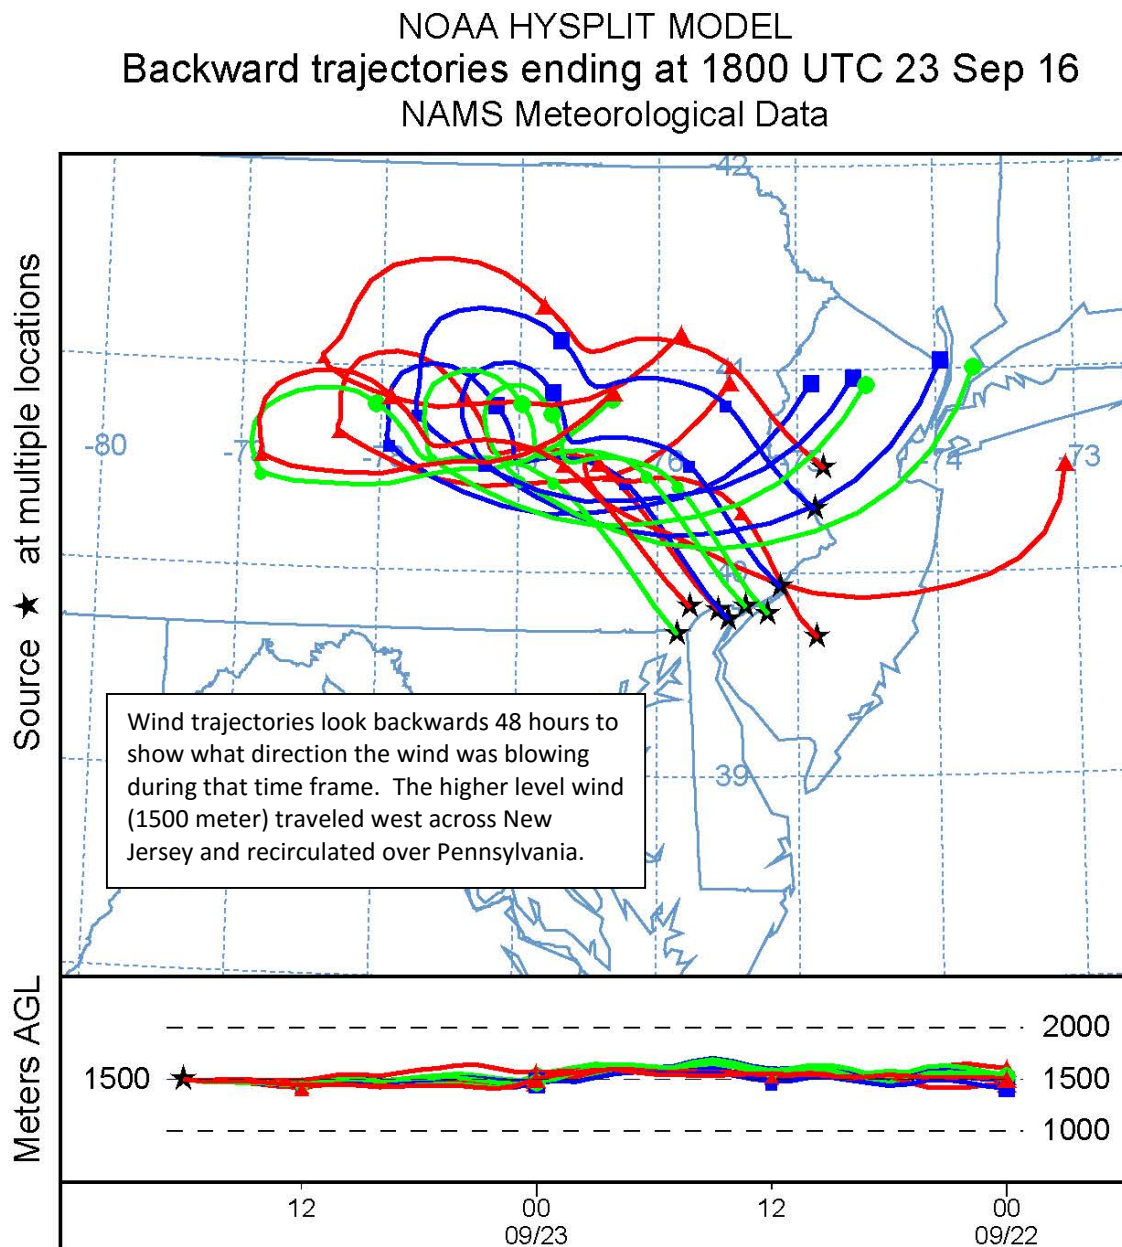 NOAA HYSPLIT MODEL
Backward trajectories ending at 1800 UTC 23 Sep 16
NAMS Meteorological Data
Source ★ at multiple locations
42
41
-80
-76
-73
40
39
Wind trajectories look backwards 48 hours to
show what direction the wind was blowing
during that time frame. The higher level wind
(1500 meter) traveled west across New
Jersey and recirculated over Pennsylvania.
Meters AGL
2000
1500
1500
1000
12
00
12
00
09/23
09/22